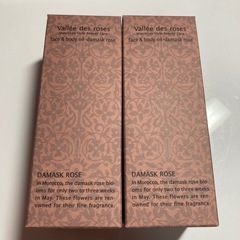 Vallée des roses
face & body oil-damask rose
DAMASK ROSE
In Morocco, the damask rose blo-
oms for only two to three weeks
in May. These flowers are ren-
owned for their fine fragrance.
Vallée des roses
face & body oil-damask rose
DAMASK ROSE
In Morocco, the damask rose blo-
oms for only two to three weeks
in May. These flowers are ren-
owned for their fine fragrance.